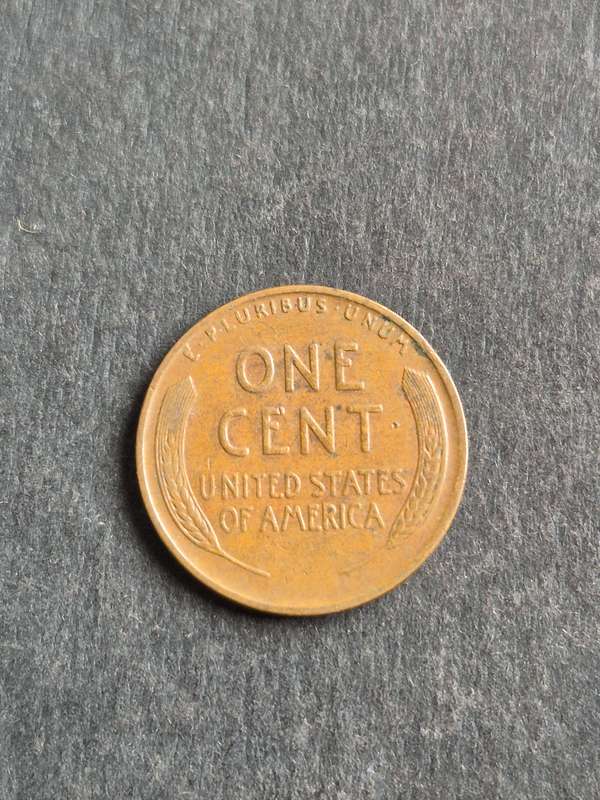 E·PLURIBUS·UNUM
ONE
CENT
UNITED STATES
OF AMERICA